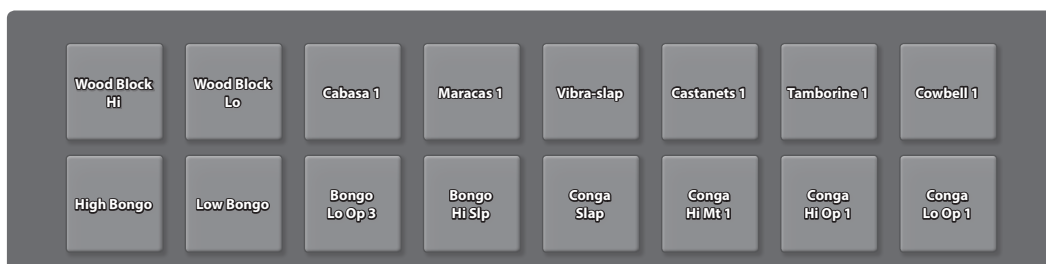 Wood Block
Hi
Wood Block
Lo
Cabasa 1
Maracas 1
Vibra-slap
Castanets 1
Tamborine 1
Cowbell 1
High Bongo
Low Bongo
Bongo
Lo Op 3
Bongo
Hi Slp
Conga
Slap
Conga
Hi Mt 1
Conga
Hi Op 1
Conga
Lo Op 1